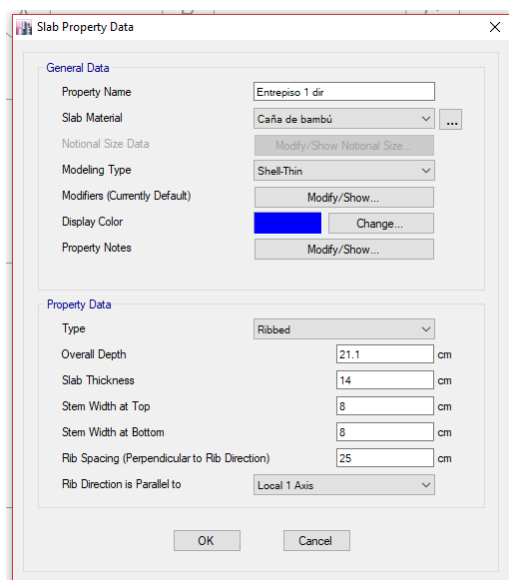 Slab Property Data
General Data
Property Name Entrepiso 1 dir
Slab Material Caña de bambú ...
Notional Size Data Modify/Show Notional Size...
Modeling Type Shell-Thin
Modifiers (Currently Default) Modify/Show...
Display Color Change...
Property Notes Modify/Show...
Property Data
Type Ribbed
Overall Depth 21.1 cm
Slab Thickness 14 cm
Stem Width at Top 8 cm
Stem Width at Bottom 8 cm
Rib Spacing (Perpendicular to Rib Direction) 25 cm
Rib Direction is Parallel to Local 1 Axis
OK Cancel